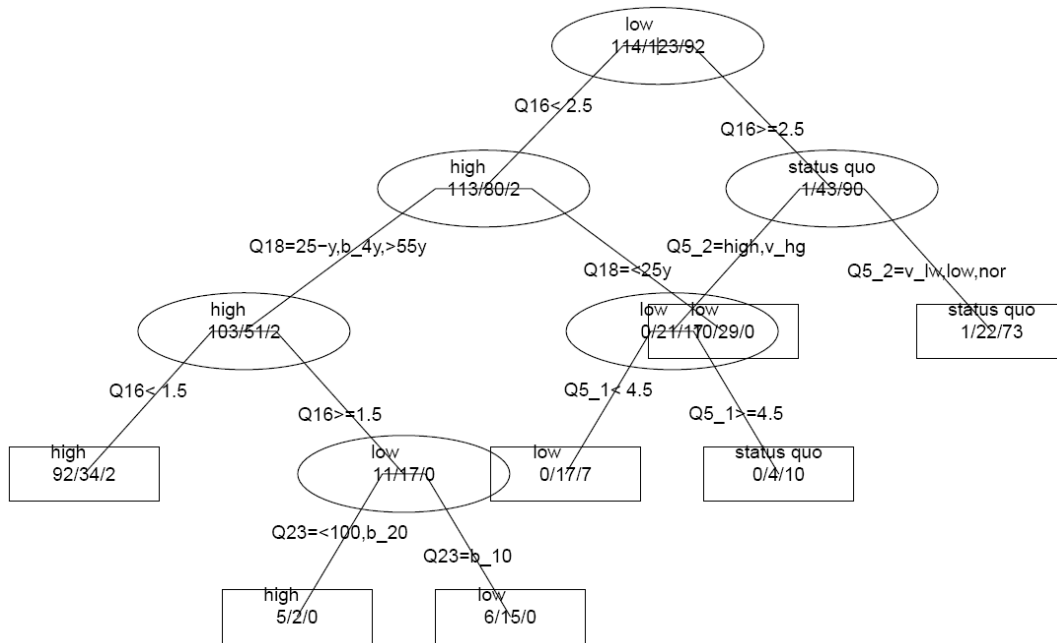 low
114/123/92
Q16< 2.5
Q16>=2.5
high
113/80/2
status quo
1/43/90
Q18=25−y,b_4y,>55y
Q18=<25y
Q5_2=high,v_hg
Q5_2=v_lw,low,nor
high
103/51/2
low
0/21/17
low
10/29/0
status quo
1/22/73
Q16< 1.5
Q16>=1.5
Q5_1< 4.5
Q5_1>=4.5
high
92/34/2
low
11/17/0
low
0/17/7
status quo
0/4/10
Q23=<100,b_20
Q23=b_10
high
5/2/0
low
6/15/0